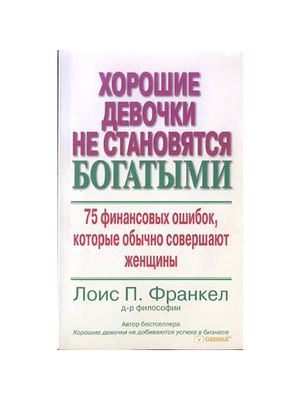 ХОРОШИЕ
ДЕВОЧКИ
НЕ СТАНОВЯТСЯ
БОГАТЫМИ
75 финансовых ошибок,
которые обычно совершают
женщины
Лоис П. Франкел
д-р философии
Автор бестселлера
Хорошие девочки не добиваются успеха в бизнесе
GRENKA